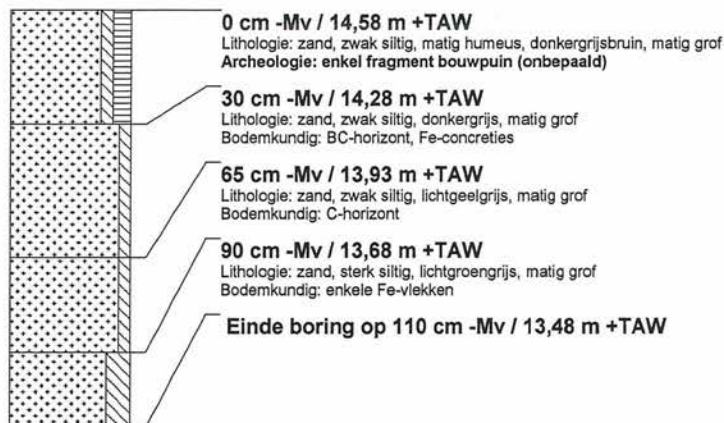 0 cm -Mv / 14,58 m +TAW
Lithologie: zand, zwak siltig, matig humeus, donkergrijsbruin, matig grof
Archeologie: enkel fragment bouwpuin (onbepaald)
30 cm -Mv / 14,28 m +TAW
Lithologie: zand, zwak siltig, donkergrijs, matig grof
Bodemkundig: BC-horizont, Fe-concreties
65 cm -Mv / 13,93 m +TAW
Lithologie: zand, zwak siltig, lichtgeelgrijs, matig grof
Bodemkundig: C-horizont
90 cm -Mv / 13,68 m +TAW
Lithologie: zand, sterk siltig, lichtgroengrijs, matig grof
Bodemkundig: enkele Fe-vlekken
Einde boring op 110 cm -Mv / 13,48 m +TAW